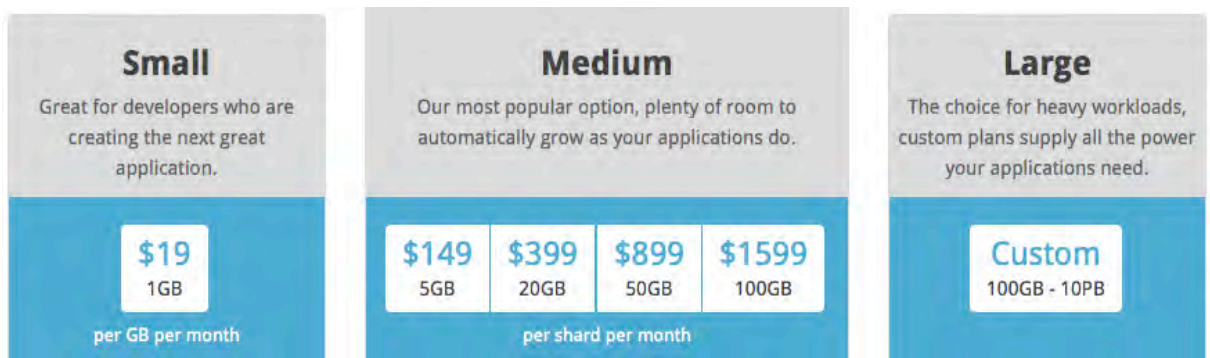 Small
Great for developers who are
creating the next great
application.
$19
1GB
per GB per month
Medium
Our most popular option, plenty of room to
automatically grow as your applications do.
$149 $399 $899 $1599
5GB 20GB 50GB 100GB
per shard per month
Large
The choice for heavy workloads,
custom plans supply all the power
your applications need.
Custom
100GB - 10PB